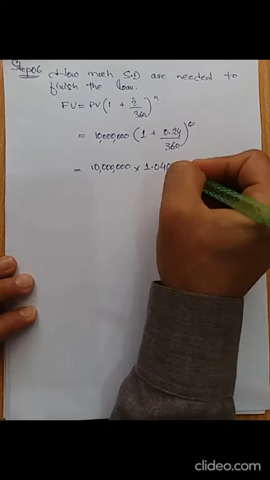 Step 06 How much S.D are needed to
finish the loan.
FV = PV(1 + r/360)^n
= 10,000,000 (1 + 0.24/360)^60
= 10,000,000 × 1.040
clideo.com